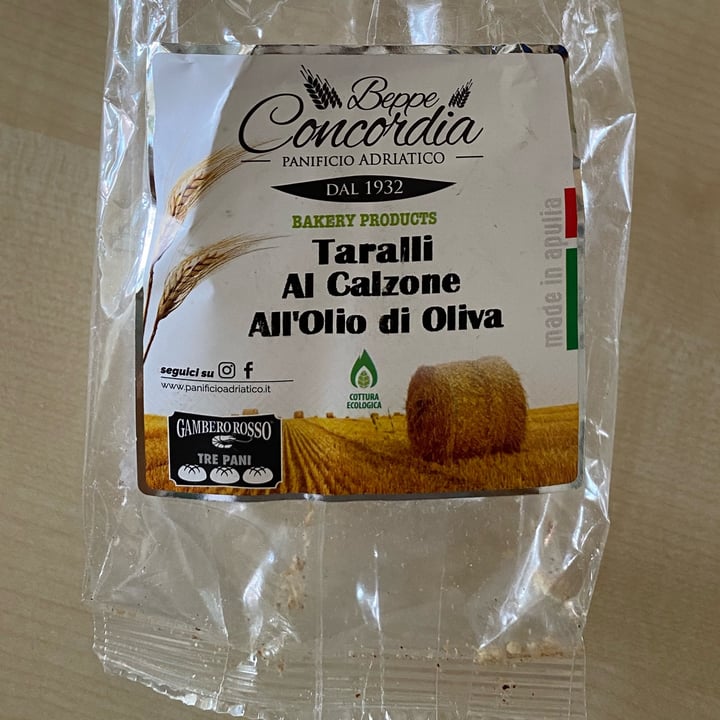 Beppe
Concordia
PANIFICIO ADRIATICO
DAL 1932
BAKERY PRODUCTS
Taralli
Al Calzone
All'Olio di Oliva
made in apulia
seguici su
www.panificioadriatico.it
COTTURA
ECOLOGICA
GAMBERO ROSSO
TRE PANI